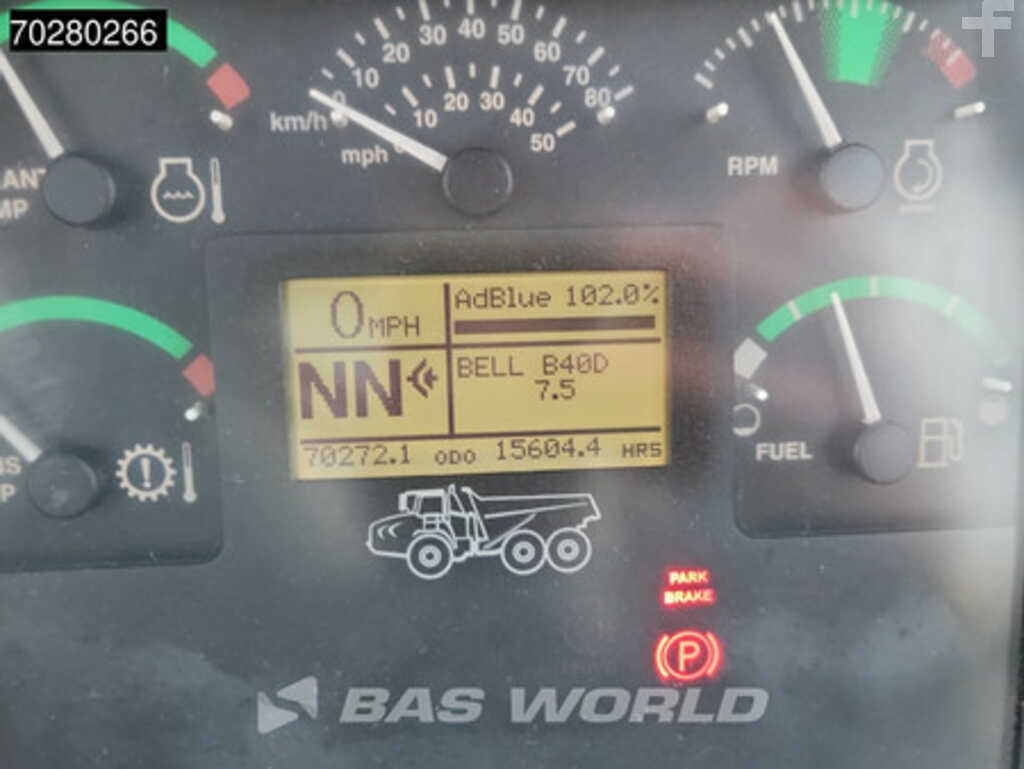 70280266
f
10 20 30 40 50 60 70 80
km/h 0
10 20 30 40 50
mph
RPM
0 MPH
AdBlue 102.0%
NN
BELL B40D
7.5
70272.1 ODO 15604.4 HRS
FUEL
PARK
BRAKE
P
BAS WORLD